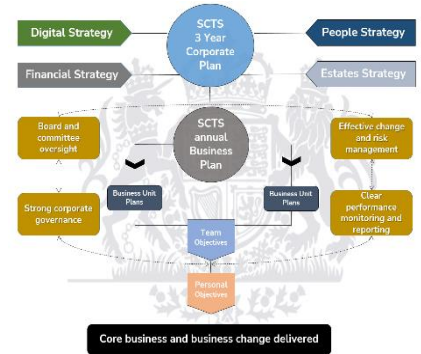 SCTS
3 Year
Corporate
Plan
Digital Strategy
People Strategy
Financial Strategy
Estates Strategy
SCTS
annual
Business
Plan
Board and
committee
oversight
Effective change
and risk
management
Business Unit
Plans
Business Unit
Plans
Strong corporate
governance
Clear
performance
monitoring and
reporting
Team
Objectives
Personal
Objectives
Core business and business change delivered